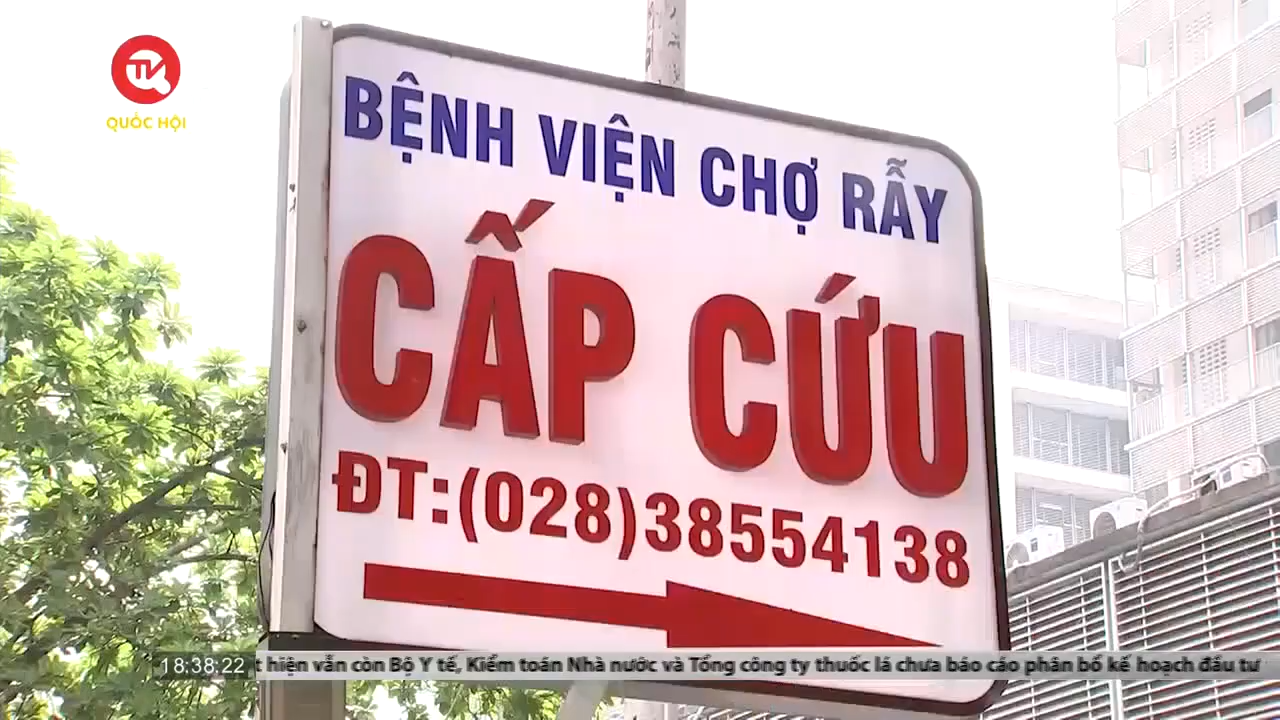 TV
QUỐC HỘI
BỆNH VIỆN CHỢ RẪY
CẤP CỨU
ĐT:(028)38554138
18:38:22
t hiện vẫn còn Bộ Y tế, Kiểm toán Nhà nước và Tổng công ty thuốc lá chưa báo cáo phân bổ kế hoạch đầu tư